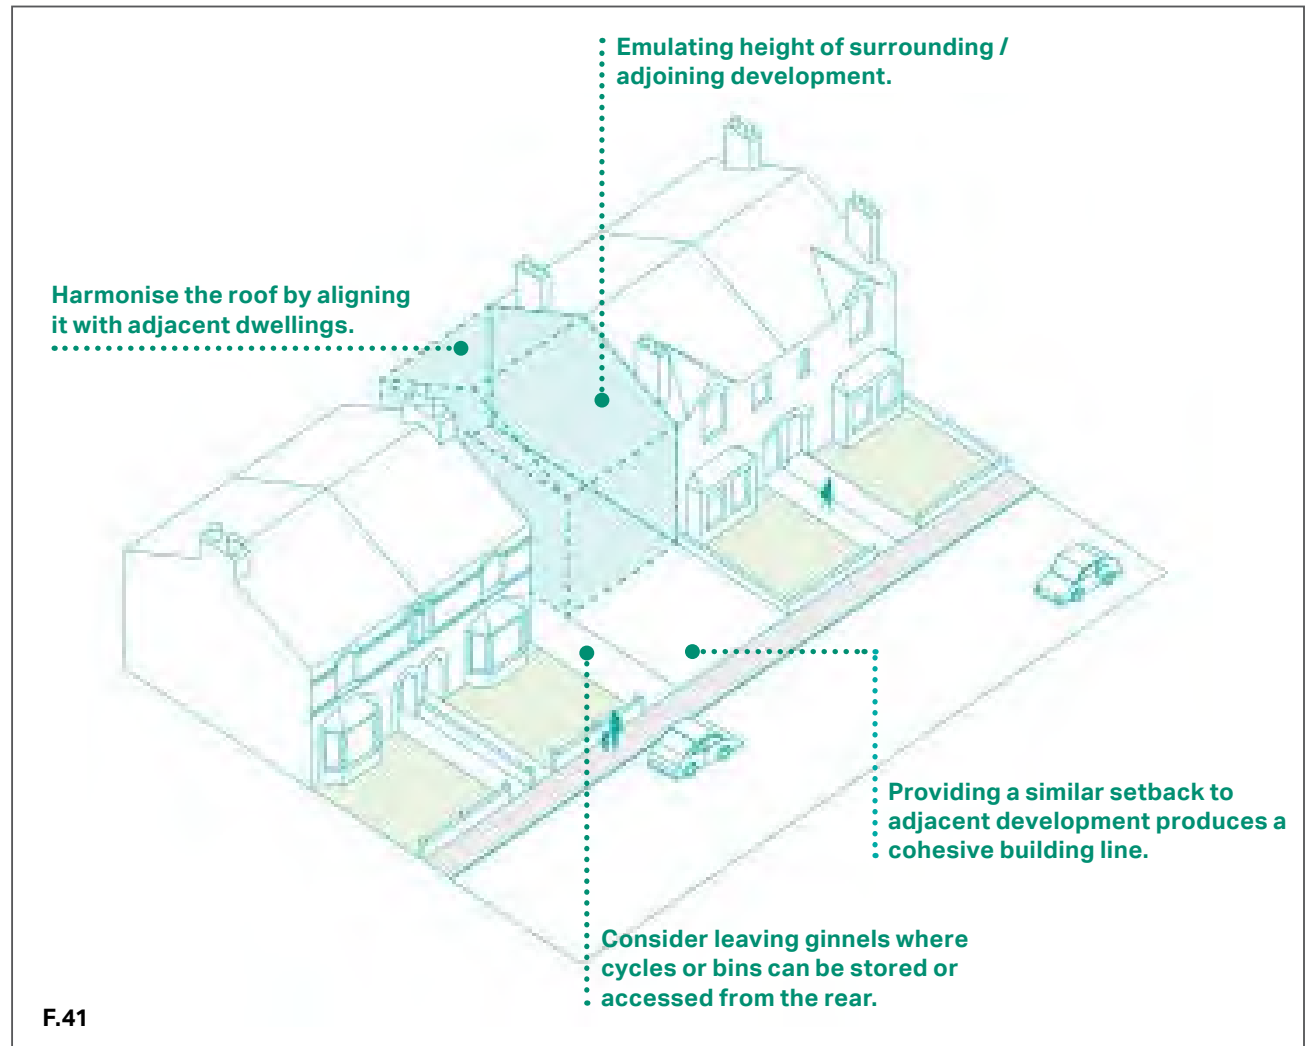 Emulating height of surrounding /
adjoining development.
Harmonise the roof by aligning
it with adjacent dwellings.
Providing a similar setback to
adjacent development produces a
cohesive building line.
Consider leaving ginnels where
cycles or bins can be stored or
accessed from the rear.
F.41